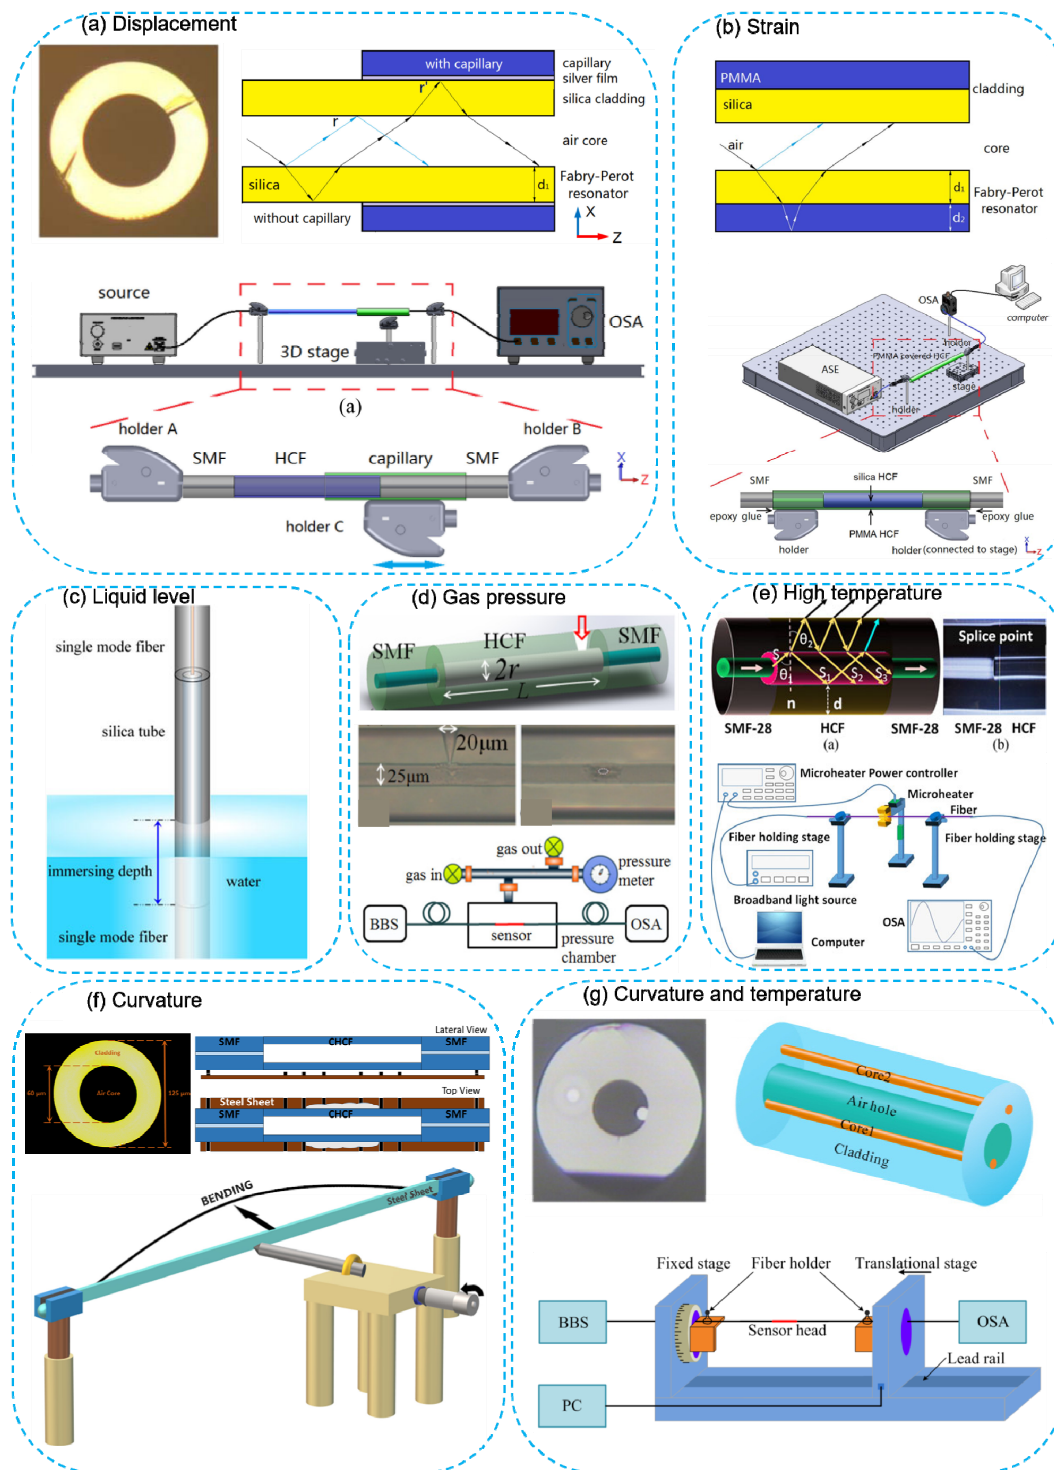 (a) Displacement
with capillary
capillary
silver film
silica cladding
r'
r
air core
silica
d₁
Fabry-Perot
resonator
without capillary
X
Z
source
3D stage
OSA
(a)
holder A
holder B
SMF
HCF
capillary
SMF
X
Z
holder C
(b) Strain
PMMA
cladding
silica
air
core
d₁
Fabry-Perot
resonator
d₂
OSA
computer
holder
PMMA covered HCF
ASE
stage
holder
silica HCF
SMF
SMF
epoxy glue
epoxy glue
PMMA HCF
holder
holder (connected to stage)
X
Z
(c) Liquid level
single mode fiber
silica tube
immersing depth
water
single mode fiber
(d) Gas pressure
SMF
HCF
SMF
2r
L
20μm
25μm
gas out
gas in
pressure
meter
BBS
sensor
OSA
pressure
chamber
(e) High temperature
θ₂
S
θ
S₁
S₂
S₃
n
d
SMF-28
HCF
SMF-28
(a)
Splice point
SMF-28 HCF
(b)
Microheater Power controller
Microheater
Fiber
Fiber holding stage
Fiber holding stage
Broadband light source
OSA
Computer
(f) Curvature
Cladding
60 μm
Air Core
125 μm
Lateral View
SMF
CHCF
SMF
Top View
Steel Sheet
SMF
CHCF
SMF
BENDING
Steel Sheet
(g) Curvature and temperature
Core2
Air hole
Core1
Cladding
Fixed stage
Fiber holder
Translational stage
BBS
Sensor head
OSA
Lead rail
PC